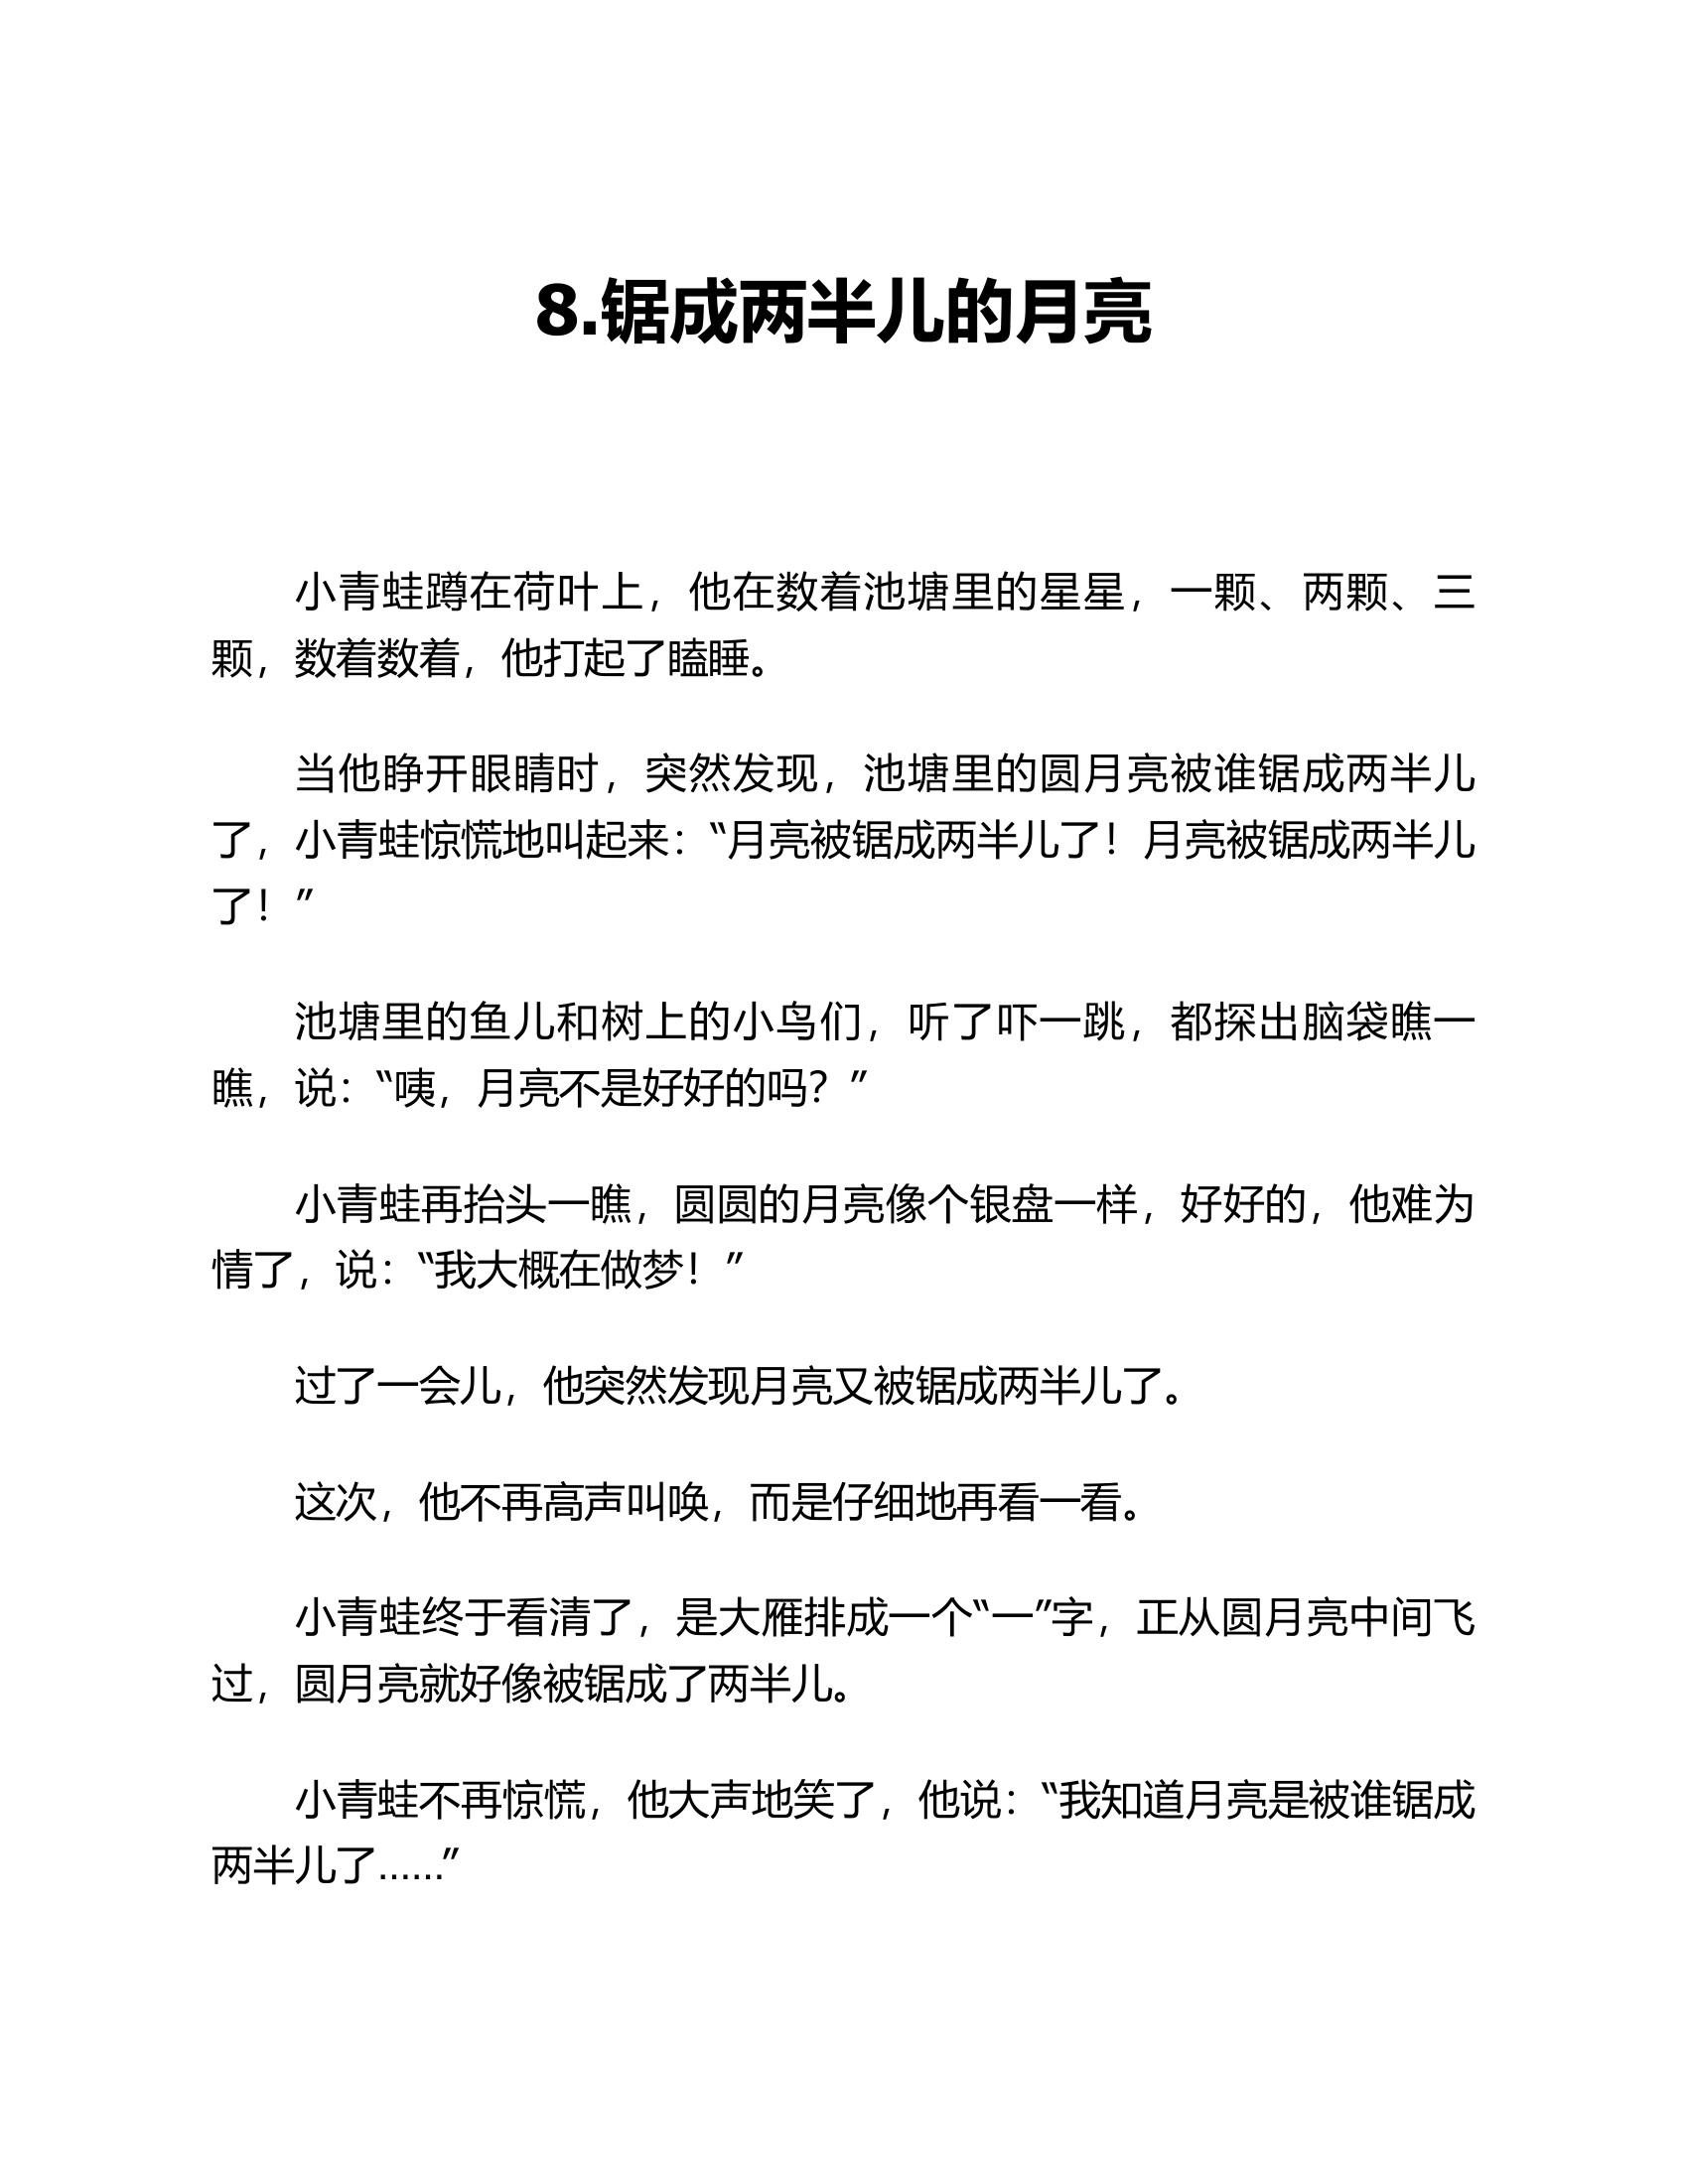 8.锯成两半儿的月亮
小青蛙蹲在荷叶上，他在数着池塘里的星星，一颗、两颗、三
颗，数着数着，他打起了瞌睡。
当他睁开眼睛时，突然发现，池塘里的圆月亮被谁锯成两半儿
了，小青蛙惊慌地叫起来：“月亮被锯成两半儿了！月亮被锯成两半儿
了！”
池塘里的鱼儿和树上的小鸟们，听了吓一跳，都探出脑袋瞧一
瞧，说：“咦，月亮不是好好的吗？”
小青蛙再抬头一瞧，圆圆的月亮像个银盘一样，好好的，他难为
情了，说：“我大概在做梦！”
过了一会儿，他突然发现月亮又被锯成两半儿了。
这次，他不再高声叫唤，而是仔细地再看一看。
小青蛙终于看清了，是大雁排成一个“一”字，正从圆月亮中间飞
过，圆月亮就好像被锯成了两半儿。
小青蛙不再惊慌，他大声地笑了，他说：“我知道月亮是被谁锯成
两半儿了……”